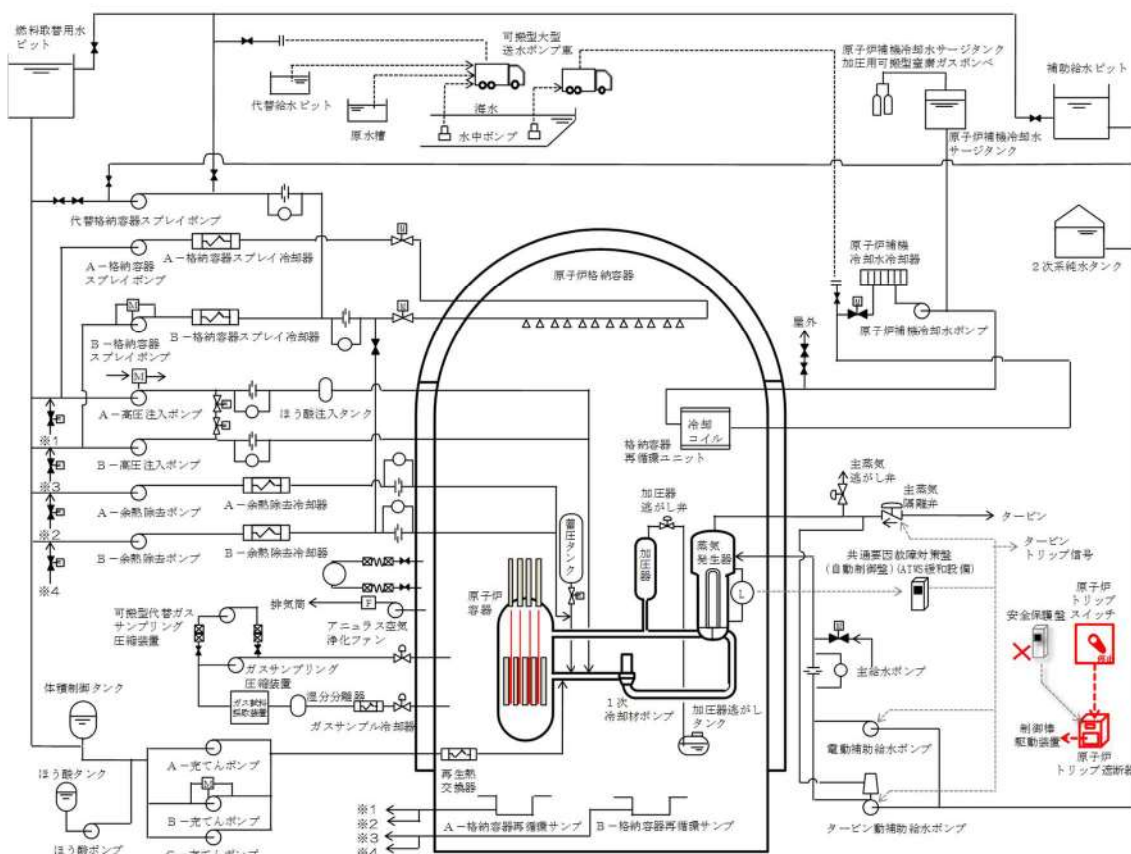 燃料取替用水
ピット
可搬型大型
送水ポンプ車
代替給水ピット
原水槽
海水
水中ポンプ
原子炉補機冷却水サージタンク
加圧用可搬型窒素ガスボンベ
原子炉補機冷却水
サージタンク
補助給水ピット
2次系純水タンク
代替格納容器スプレイポンプ
A-格納容器
スプレイポンプ
A-格納容器スプレイ冷却器
M
B-格納容器
スプレイポンプ
B-格納容器スプレイ冷却器
原子炉格納容器
原子炉補機
冷却水冷却器
原子炉補機冷却水ポンプ
屋外
M
A-高圧注入ポンプ
ほう酸注入タンク
※1
B-高圧注入ポンプ
※3
A-余熱除去ポンプ
A-余熱除去冷却器
※2
B-余熱除去ポンプ
B-余熱除去冷却器
※4
冷却
コイル
格納容器
再循環ユニット
加圧器
逃がし弁
主蒸気
逃がし弁
主蒸気
隔離弁
タービン
タービン
トリップ信号
蓄圧タンク
加圧器
蒸気
発生器
L
共通要因故障対策盤
(自動制御盤)(ATWS緩和設備)
排気筒
F
アニュラス空気
浄化ファン
原子炉
容器
可搬型代替ガス
サンプリング
圧縮装置
ガスサンプリング
圧縮装置
ガス試料
採取装置
湿分分離器
ガスサンプル冷却器
1次
冷却材ポンプ
加圧器逃がし
タンク
主給水ポンプ
安全保護盤
原子炉
トリップ
スイッチ
停止
制御棒
駆動装置
原子炉
トリップ遮断器
電動補助給水ポンプ
タービン動補助給水ポンプ
体積制御タンク
ほう酸タンク
ほう酸ポンプ
A-充てんポンプ
M
B-充てんポンプ
C-充てんポンプ
再生熱
交換器
※1
※2
※3
※4
A-格納容器再循環サンプ
B-格納容器再循環サンプ